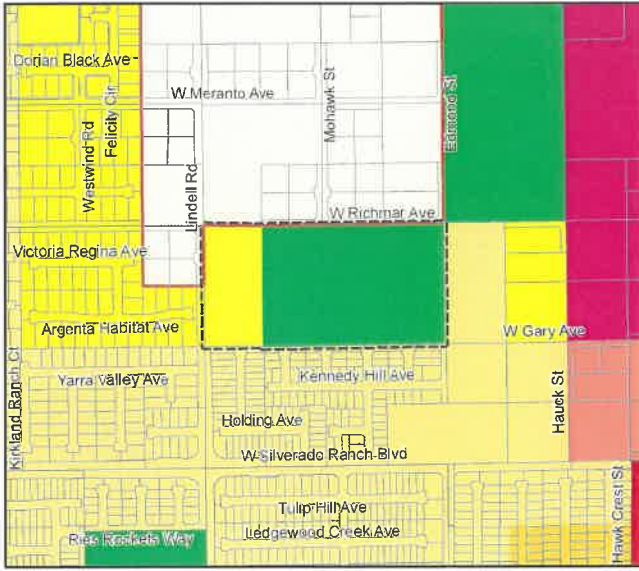 Dorian Black Ave
W Meranto Ave
Mohawk St
Edmond St
Felicity Cir
Westwind Rd
Lindell Rd
W Richmar Ave
Victoria Regina Ave
Argenta Habitat Ave
W Gary Ave
Kirkland Ranch Ct
Yarra Valley Ave
Kennedy Hill Ave
Hauck St
Holding Ave
W Silverado Ranch Blvd
Hawk Crest St
Tulip Hill Ave
Ledgewood Creek Ave
Ries Rockets Way